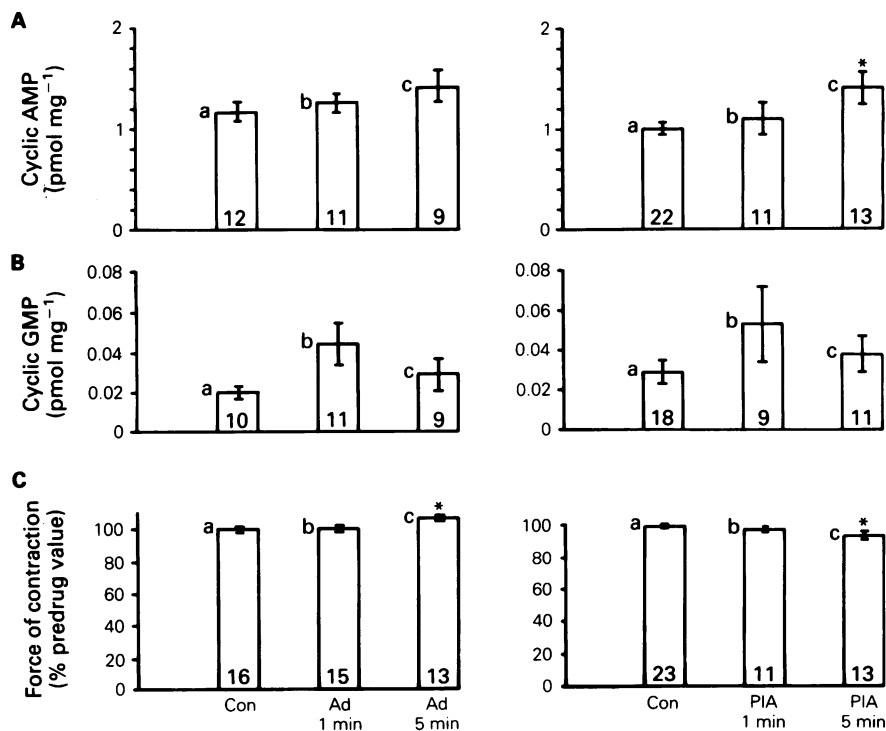 A
Cyclic AMP
(pmol mg⁻¹)
2
1
0
a
b
c
12
11
9
2
1
0
a
b
c
*
22
11
13
B
Cyclic GMP
(pmol mg⁻¹)
0.08
0.06
0.04
0.02
0
a
b
c
10
11
9
0.08
0.06
0.04
0.02
0
a
b
c
18
9
11
C
Force of contraction
(% predrug value)
100
80
60
40
20
0
a
b
c
*
16
15
13
Con
Ad
1 min
Ad
5 min
100
80
60
40
20
0
a
b
c
*
23
11
13
Con
PIA
1 min
PIA
5 min